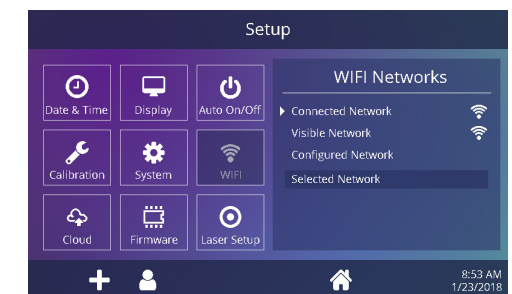 Setup
Date & Time
Display
Auto On/Off
Calibration
System
WIFI
Cloud
Firmware
Laser Setup
WIFI Networks
Connected Network
Visible Network
Configured Network
Selected Network
8:53 AM
1/23/2018